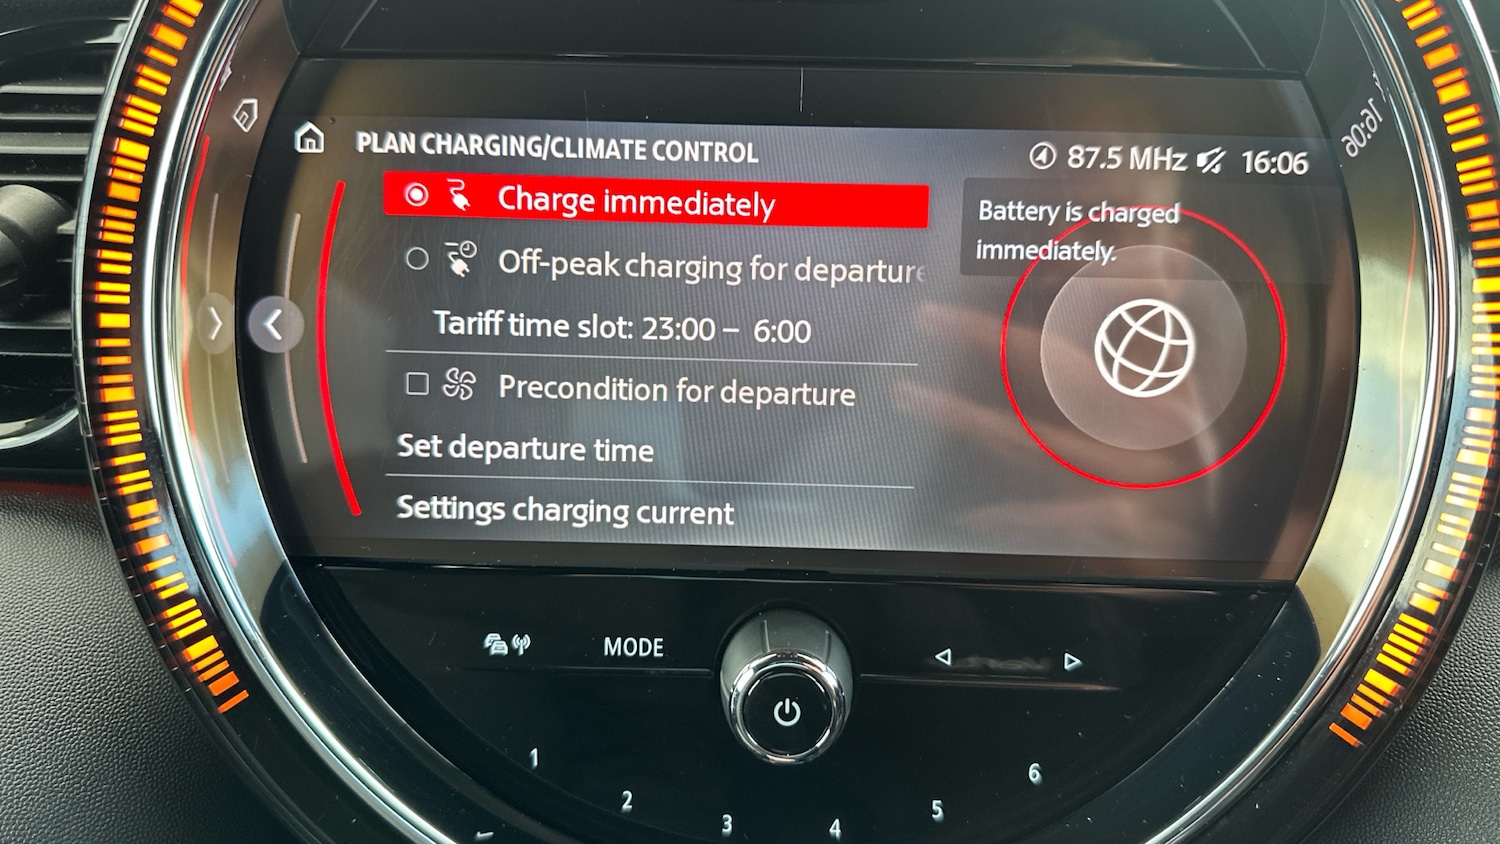 PLAN CHARGING/CLIMATE CONTROL
87.5 MHz 16:06
16:06
Charge immediately
Battery is charged
immediately.
Off-peak charging for departure
Tariff time slot: 23:00 – 6:00
Precondition for departure
Set departure time
Settings charging current
MODE
1
2
3
4
5
6